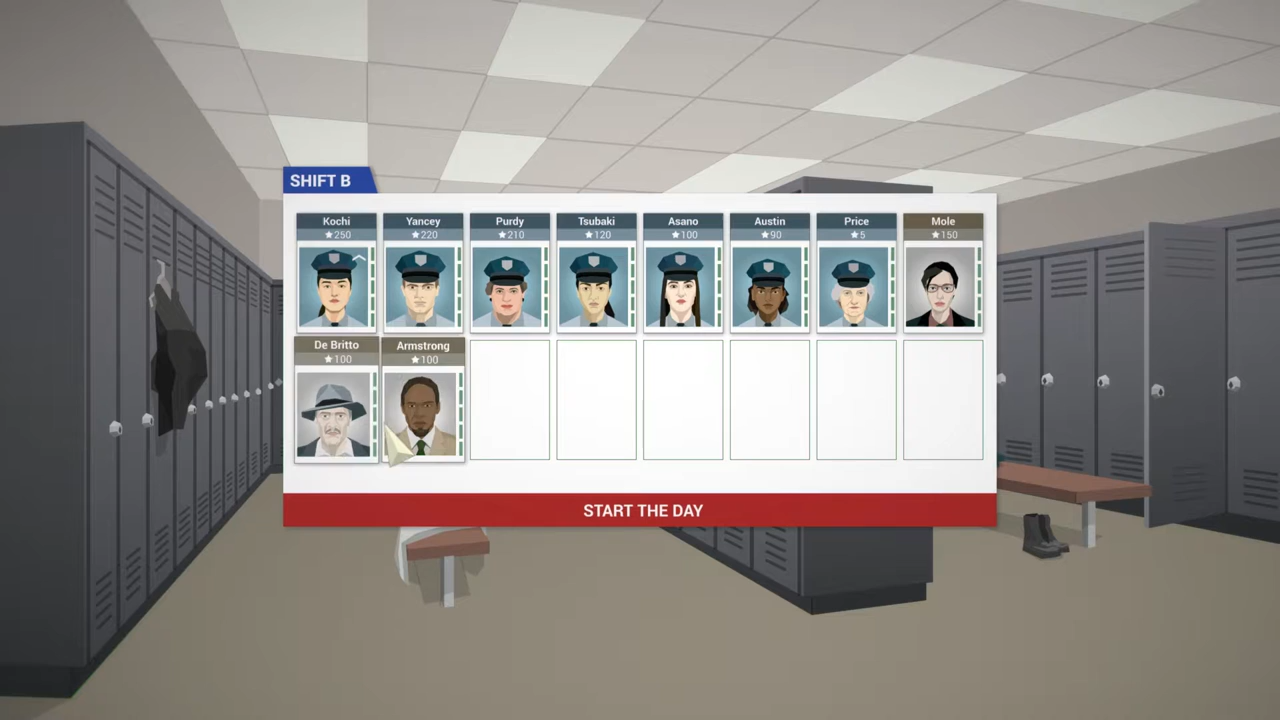 SHIFT B
Kochi
★250
Yancey
★220
Purdy
★210
Tsubaki
★120
Asano
★100
Austin
★90
Price
★5
Mole
★150
De Britto
★100
Armstrong
★100
START THE DAY